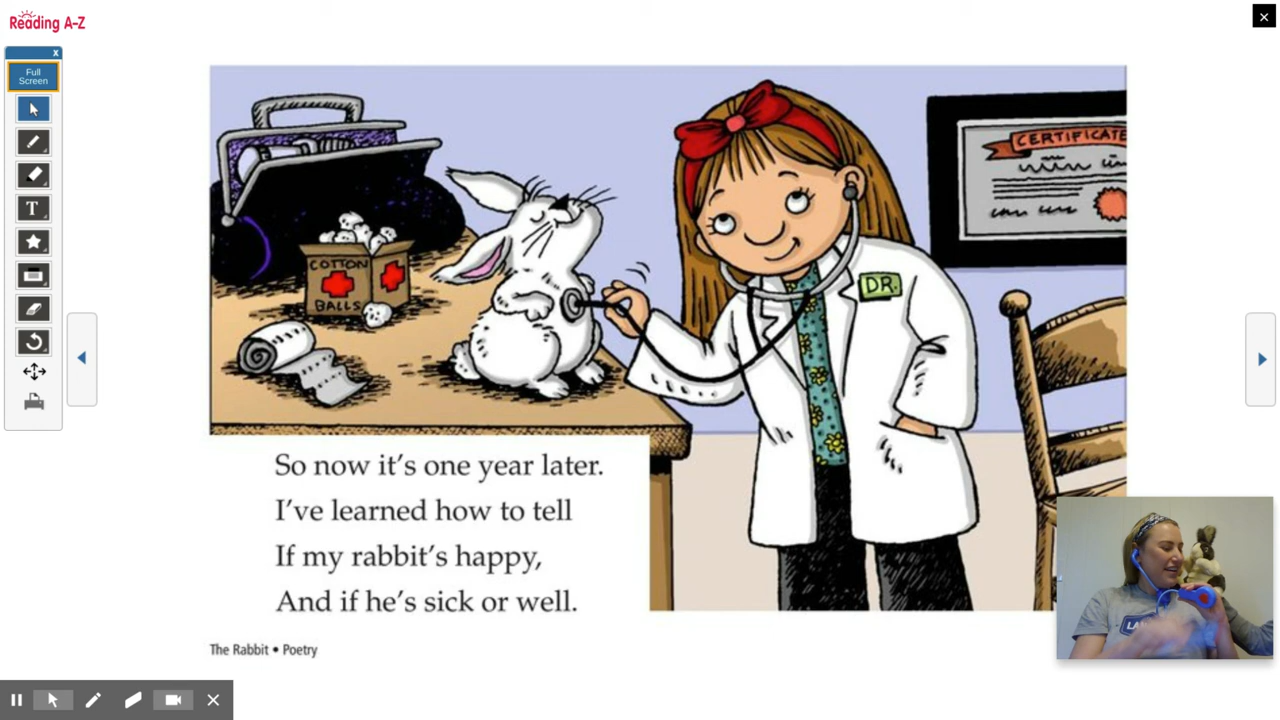 Reading A-Z
x
Full
Screen
T
COTTON
BALLS
DR.
CERTIFICATE
So now it's one year later.
I've learned how to tell
If my rabbit's happy,
And if he's sick or well.
The Rabbit • Poetry